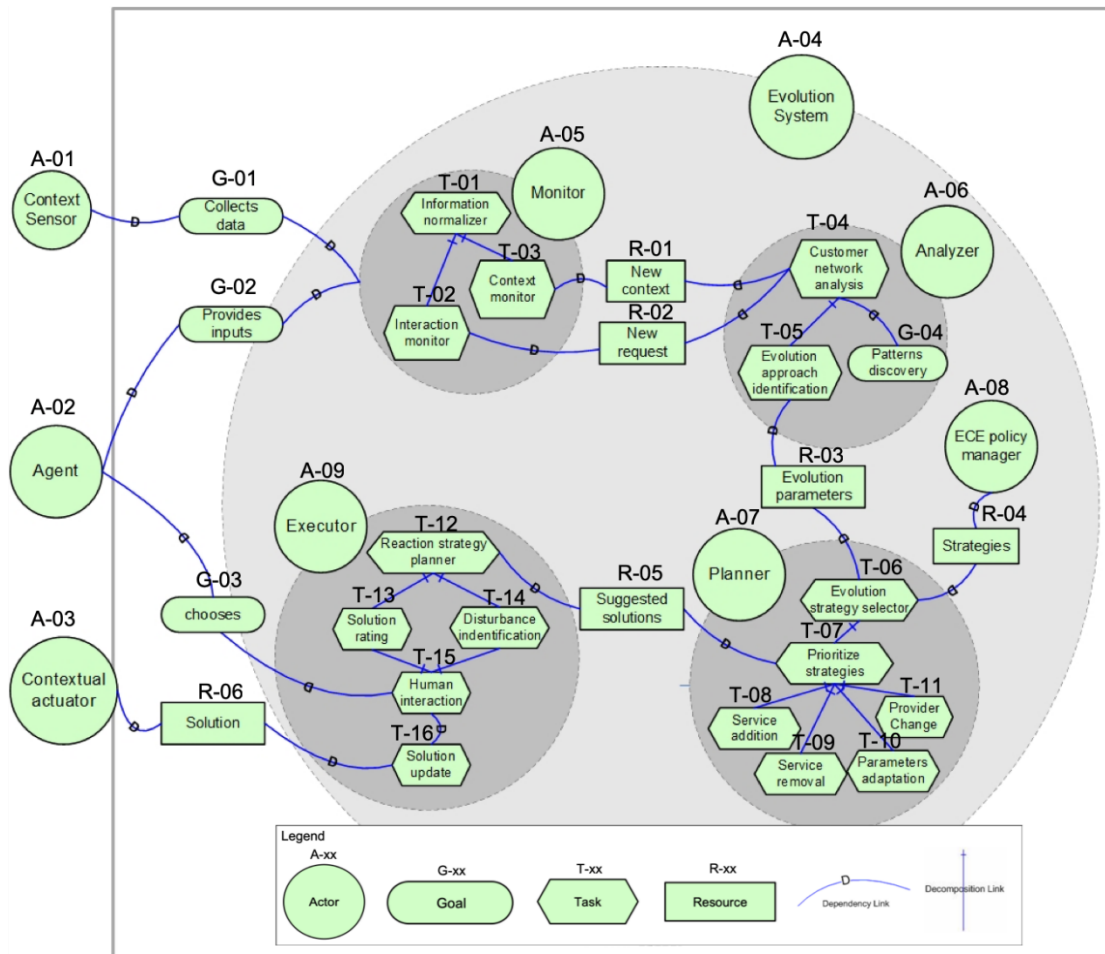 A-04
Evolution
System
A-01
Context
Sensor
D
G-01
Collects
data
D
G-02
Provides
inputs
D
D
A-05
Monitor
T-01
Information
normalizer
T-03
Context
monitor
T-02
Interaction
monitor
D
R-01
New
context
D
D
R-02
New
request
D
A-06
Analyzer
T-04
Customer
network
analysis
T-05
Evolution
approach
identification
D
G-04
Patterns
discovery
D
R-03
Evolution
parameters
D
A-08
ECE policy
manager
D
R-04
Strategies
D
A-02
Agent
D
G-03
chooses
D
A-03
Contextual
actuator
D
R-06
Solution
D
A-09
Executor
T-12
Reaction strategy
planner
T-13
Solution
rating
T-14
Disturbance
indentification
T-15
Human
interaction
D
T-16
Solution
update
D
R-05
Suggested
solutions
D
A-07
Planner
T-06
Evolution
strategy selector
T-07
Prioritize
strategies
T-08
Service
addition
T-09
Service
removal
T-10
Parameters
adaptation
T-11
Provider
Change
Legend
A-xx
Actor
G-xx
Goal
T-xx
Task
R-xx
Resource
D
Dependency Link
Decomposition Link